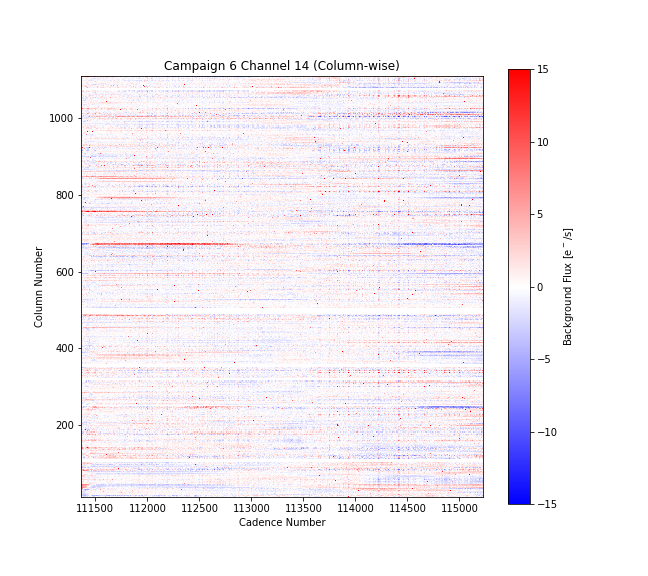 Campaign 6 Channel 14 (Column-wise)
1000
800
600
400
200
Column Number
111500 112000 112500 113000 113500 114000 114500 115000
Cadence Number
15
10
5
0
−5
−10
−15
Background Flux [e⁻/s]